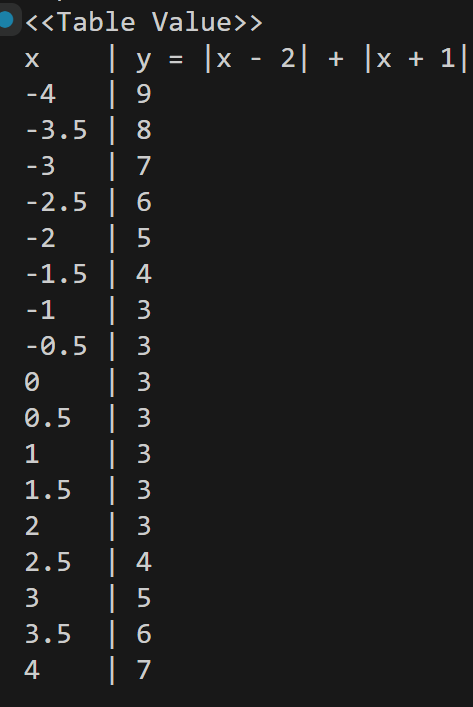 <<Table Value>>
x    | y = |x - 2| + |x + 1|
-4   | 9
-3.5 | 8
-3   | 7
-2.5 | 6
-2   | 5
-1.5 | 4
-1   | 3
-0.5 | 3
0    | 3
0.5  | 3
1    | 3
1.5  | 3
2    | 3
2.5  | 4
3    | 5
3.5  | 6
4    | 7